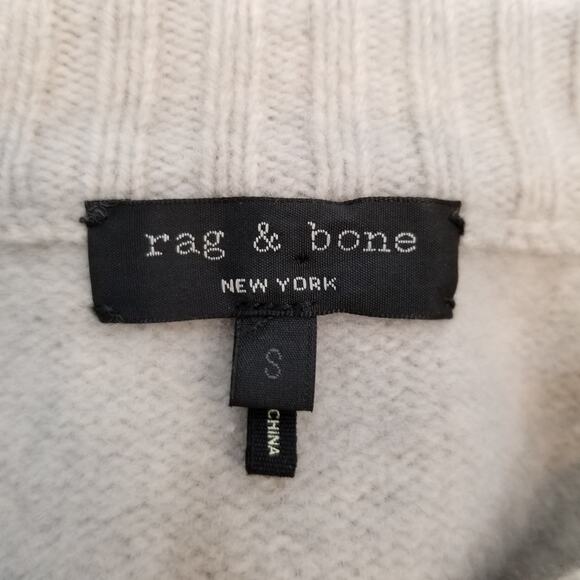 rag & bone
NEW YORK
S
CHINA